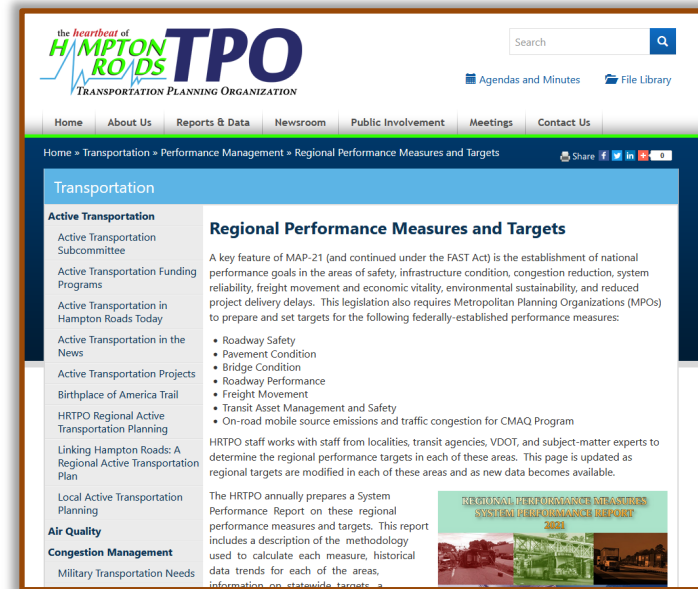 the heartbeat of
HAMPTON
ROADS
TPO
TRANSPORTATION PLANNING ORGANIZATION
Search
Agendas and Minutes
File Library
Home
About Us
Reports & Data
Newsroom
Public Involvement
Meetings
Contact Us
Home » Transportation » Performance Management » Regional Performance Measures and Targets
Share
0
Transportation
Active Transportation
Active Transportation
Subcommittee
Active Transportation Funding
Programs
Active Transportation in
Hampton Roads Today
Active Transportation in the
News
Active Transportation Projects
Birthplace of America Trail
HRTPO Regional Active
Transportation Planning
Linking Hampton Roads: A
Regional Active Transportation
Plan
Local Active Transportation
Planning
Air Quality
Congestion Management
Military Transportation Needs
Regional Performance Measures and Targets
A key feature of MAP-21 (and continued under the FAST Act) is the establishment of national
performance goals in the areas of safety, infrastructure condition, congestion reduction, system
reliability, freight movement and economic vitality, environmental sustainability, and reduced
project delivery delays. This legislation also requires Metropolitan Planning Organizations (MPOs)
to prepare and set targets for the following federally-established performance measures:
• Roadway Safety
• Pavement Condition
• Bridge Condition
• Roadway Performance
• Freight Movement
• Transit Asset Management and Safety
• On-road mobile source emissions and traffic congestion for CMAQ Program
HRTPO staff works with staff from localities, transit agencies, VDOT, and subject-matter experts to
determine the regional performance targets in each of these areas. This page is updated as
regional targets are modified in each of these areas and as new data becomes available.
The HRTPO annually prepares a System
Performance Report on these regional
performance measures and targets. This report
includes a description of the methodology
used to calculate each measure, historical
data trends for each of the areas,
information on statewide targets, a
REGIONAL PERFORMANCE MEASURES
SYSTEM PERFORMANCE REPORT
2021